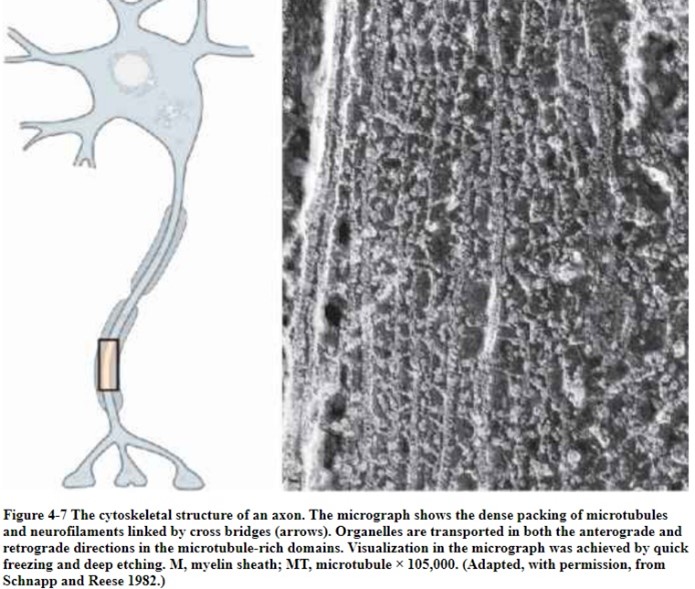 Figure 4-7 The cytoskeletal structure of an axon. The micrograph shows the dense packing of microtubules
and neurofilaments linked by cross bridges (arrows). Organelles are transported in both the anterograde and
retrograde directions in the microtubule-rich domains. Visualization in the micrograph was achieved by quick
freezing and deep etching. M, myelin sheath; MT, microtubule × 105,000. (Adapted, with permission, from
Schnapp and Reese 1982.)